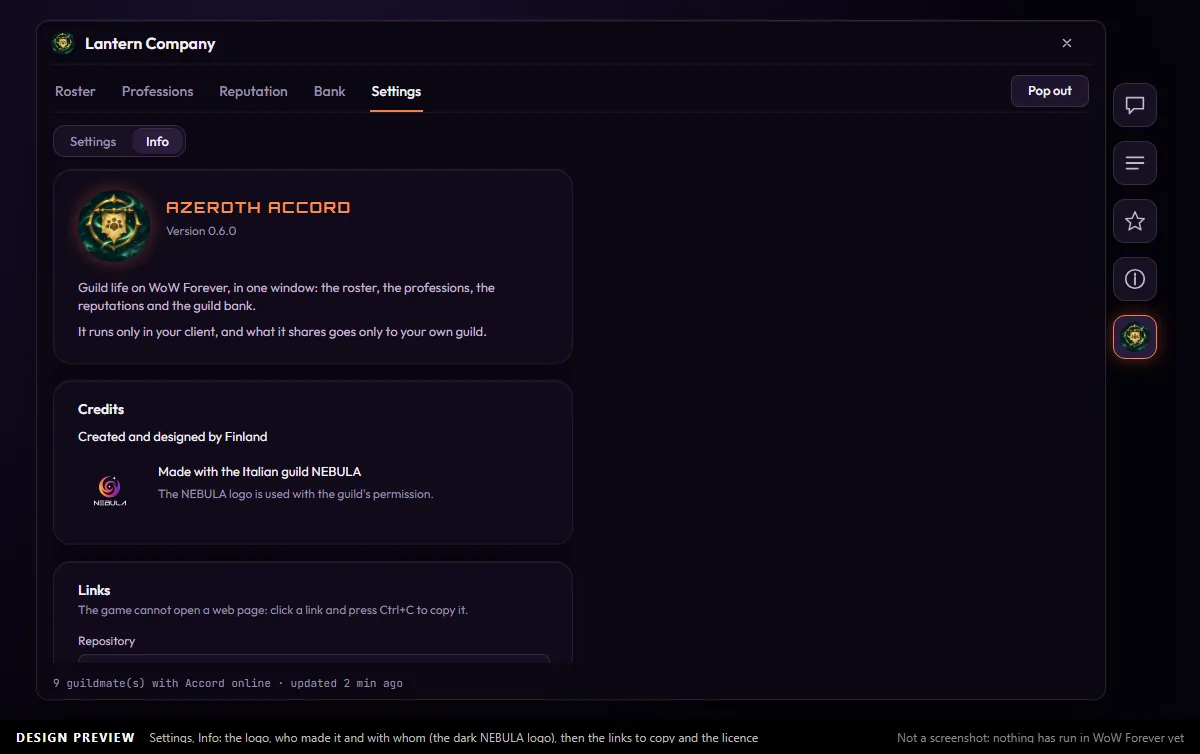 Lantern Company
Roster Professions Reputation Bank Settings Pop out
Settings Info
AZEROTH ACCORD
Version 0.6.0
Guild life on WoW Forever, in one window: the roster, the professions, the
reputations and the guild bank.
It runs only in your client, and what it shares goes only to your own guild.
Credits
Created and designed by Finland
Made with the Italian guild NEBULA
NEBULA
The NEBULA logo is used with the guild's permission.
Links
The game cannot open a web page: click a link and press Ctrl+C to copy it.
Repository
9 guildmate(s) with Accord online · updated 2 min ago
DESIGN PREVIEW Settings, Info: the logo, who made it and with whom (the dark NEBULA logo), then the links to copy and the licence Not a screenshot: nothing has run in WoW Forever yet